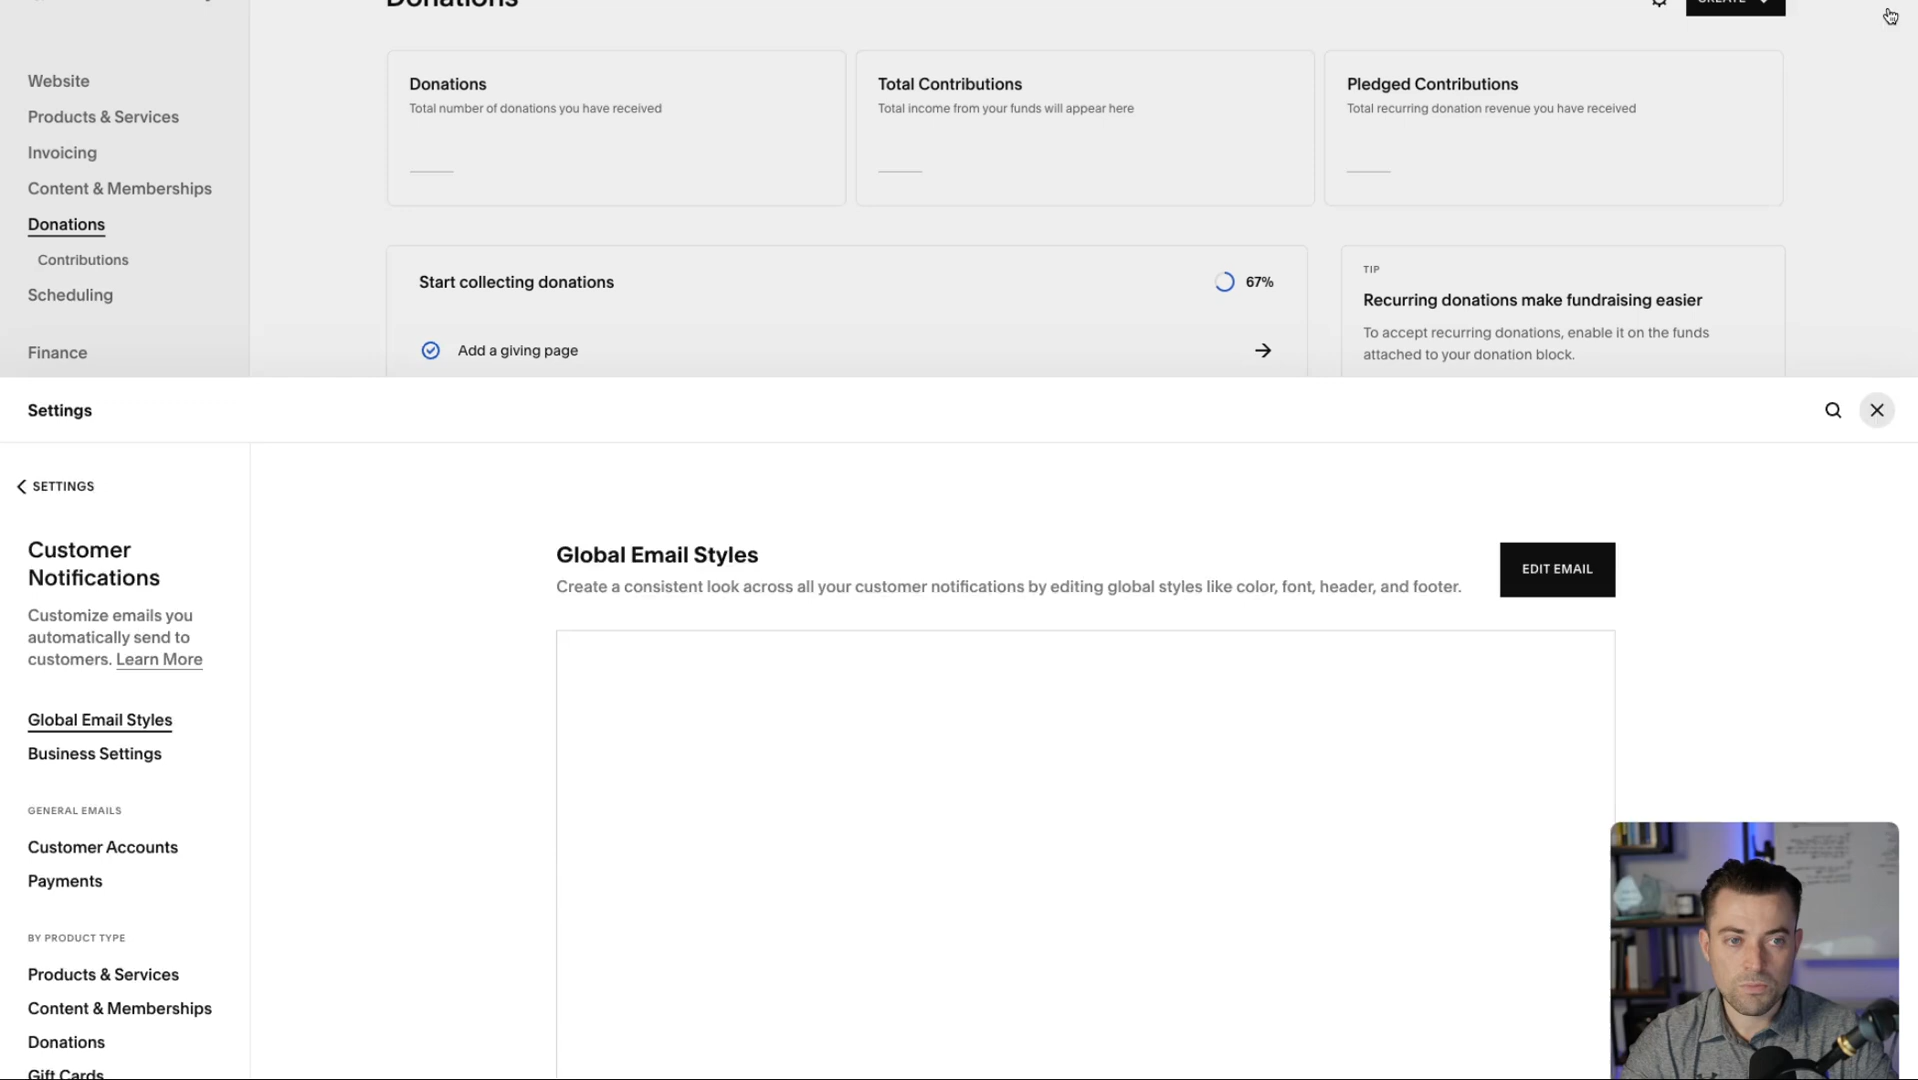 Donations
CREATE
Website
Products & Services
Invoicing
Content & Memberships
Donations
Contributions
Scheduling
Finance
Donations
Total number of donations you have received
Total Contributions
Total income from your funds will appear here
Pledged Contributions
Total recurring donation revenue you have received
Start collecting donations
67%
Add a giving page
TIP
Recurring donations make fundraising easier
To accept recurring donations, enable it on the funds
attached to your donation block.
Settings
SETTINGS
Customer
Notifications
Customize emails you
automatically send to
customers. Learn More
Global Email Styles
Business Settings
GENERAL EMAILS
Customer Accounts
Payments
BY PRODUCT TYPE
Products & Services
Content & Memberships
Donations
Gift Cards
Global Email Styles
Create a consistent look across all your customer notifications by editing global styles like color, font, header, and footer.
EDIT EMAIL